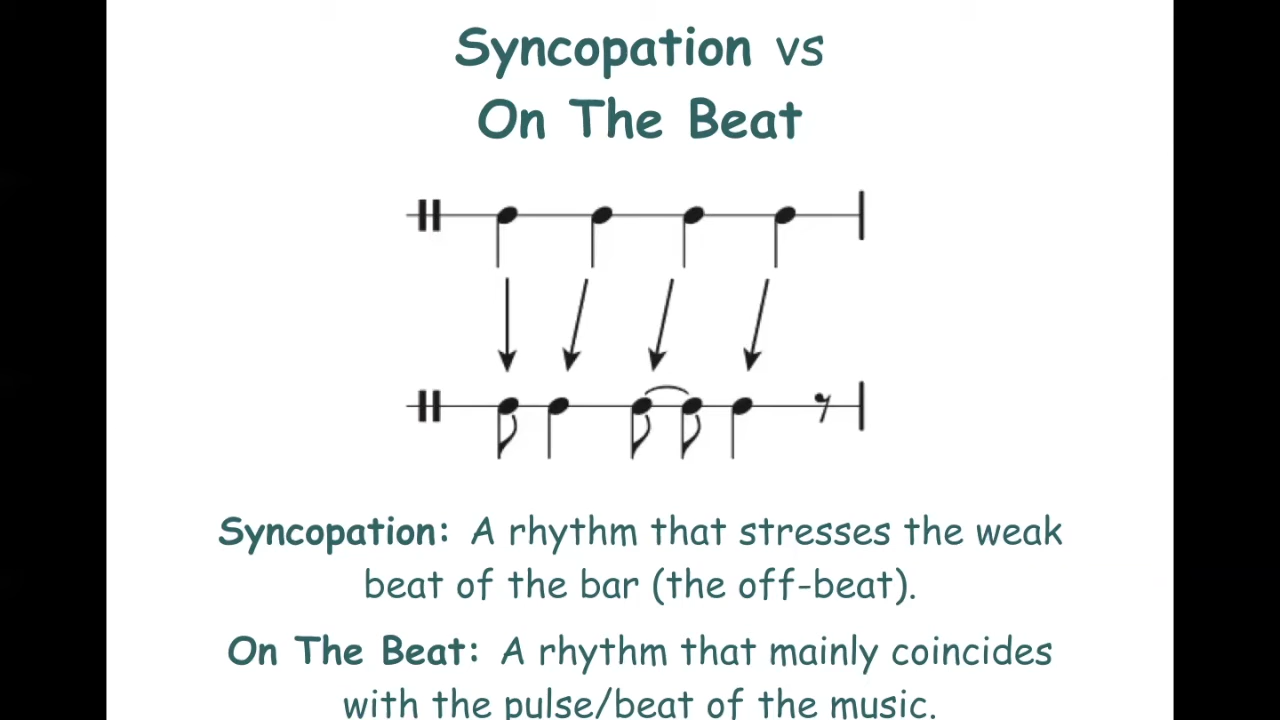 Syncopation vs
On The Beat
Syncopation: A rhythm that stresses the weak
beat of the bar (the off-beat).
On The Beat: A rhythm that mainly coincides
with the pulse/beat of the music.